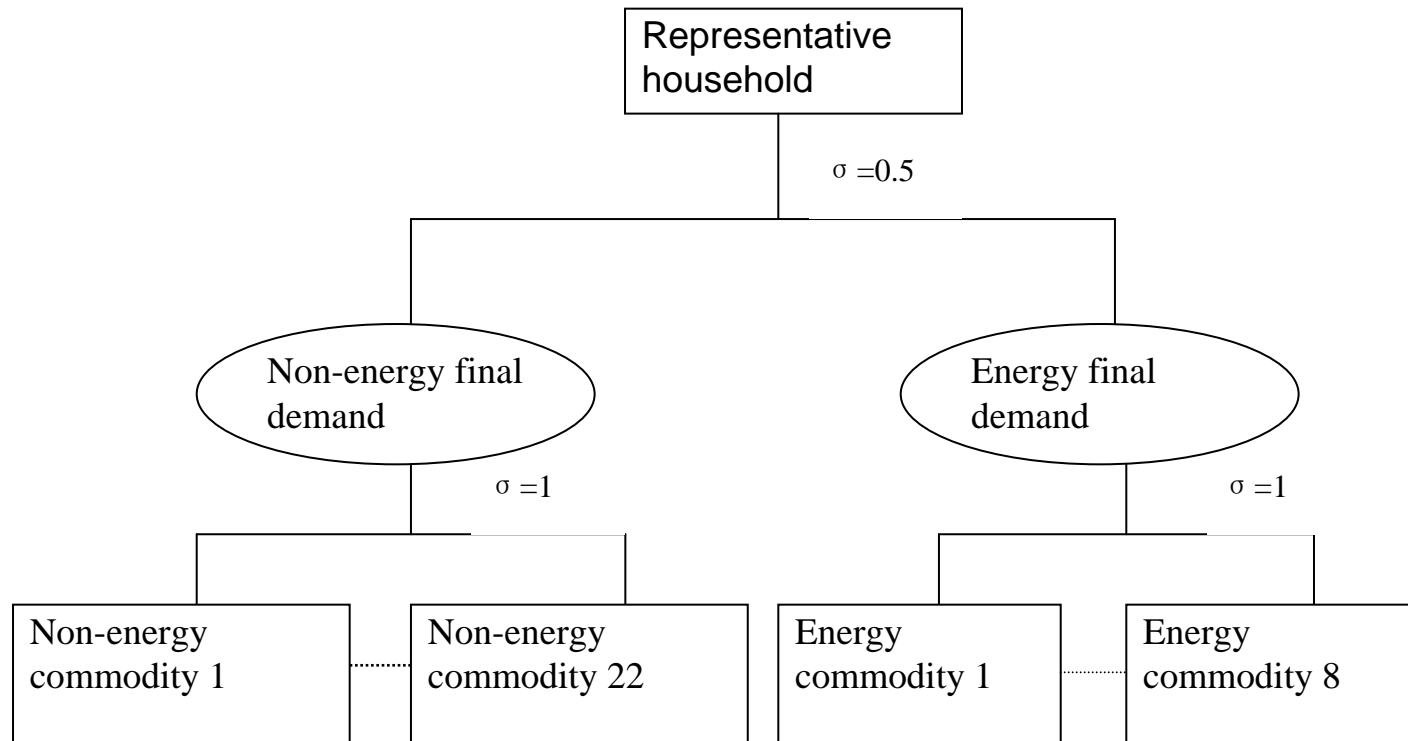 Representative
household
σ =0.5
Non-energy final
demand
Energy final
demand
σ =1
σ =1
Non-energy
commodity 1
Non-energy
commodity 22
Energy
commodity 1
Energy
commodity 8